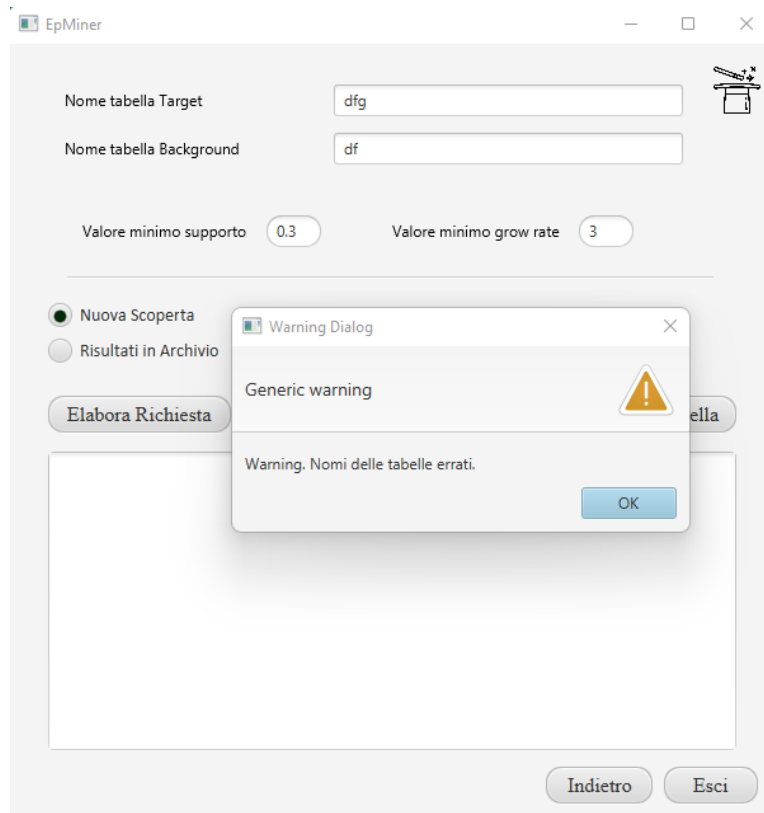 EpMiner
Nome tabella Target
dfg
Nome tabella Background
df
Valore minimo supporto
0.3
Valore minimo grow rate
3
Nuova Scoperta
Risultati in Archivio
Elabora Richiesta
ella
Warning Dialog
Generic warning
Warning. Nomi delle tabelle errati.
OK
Indietro
Esci